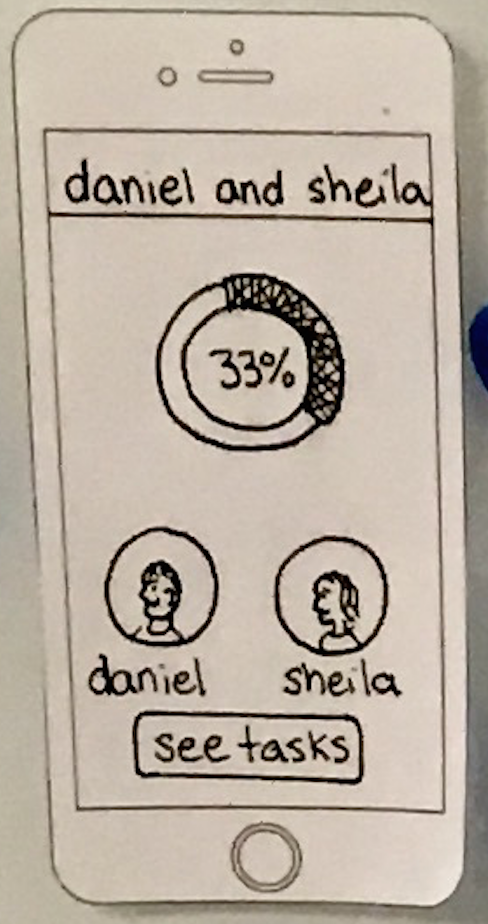 daniel and sheila
33%
daniel sheila
see tasks